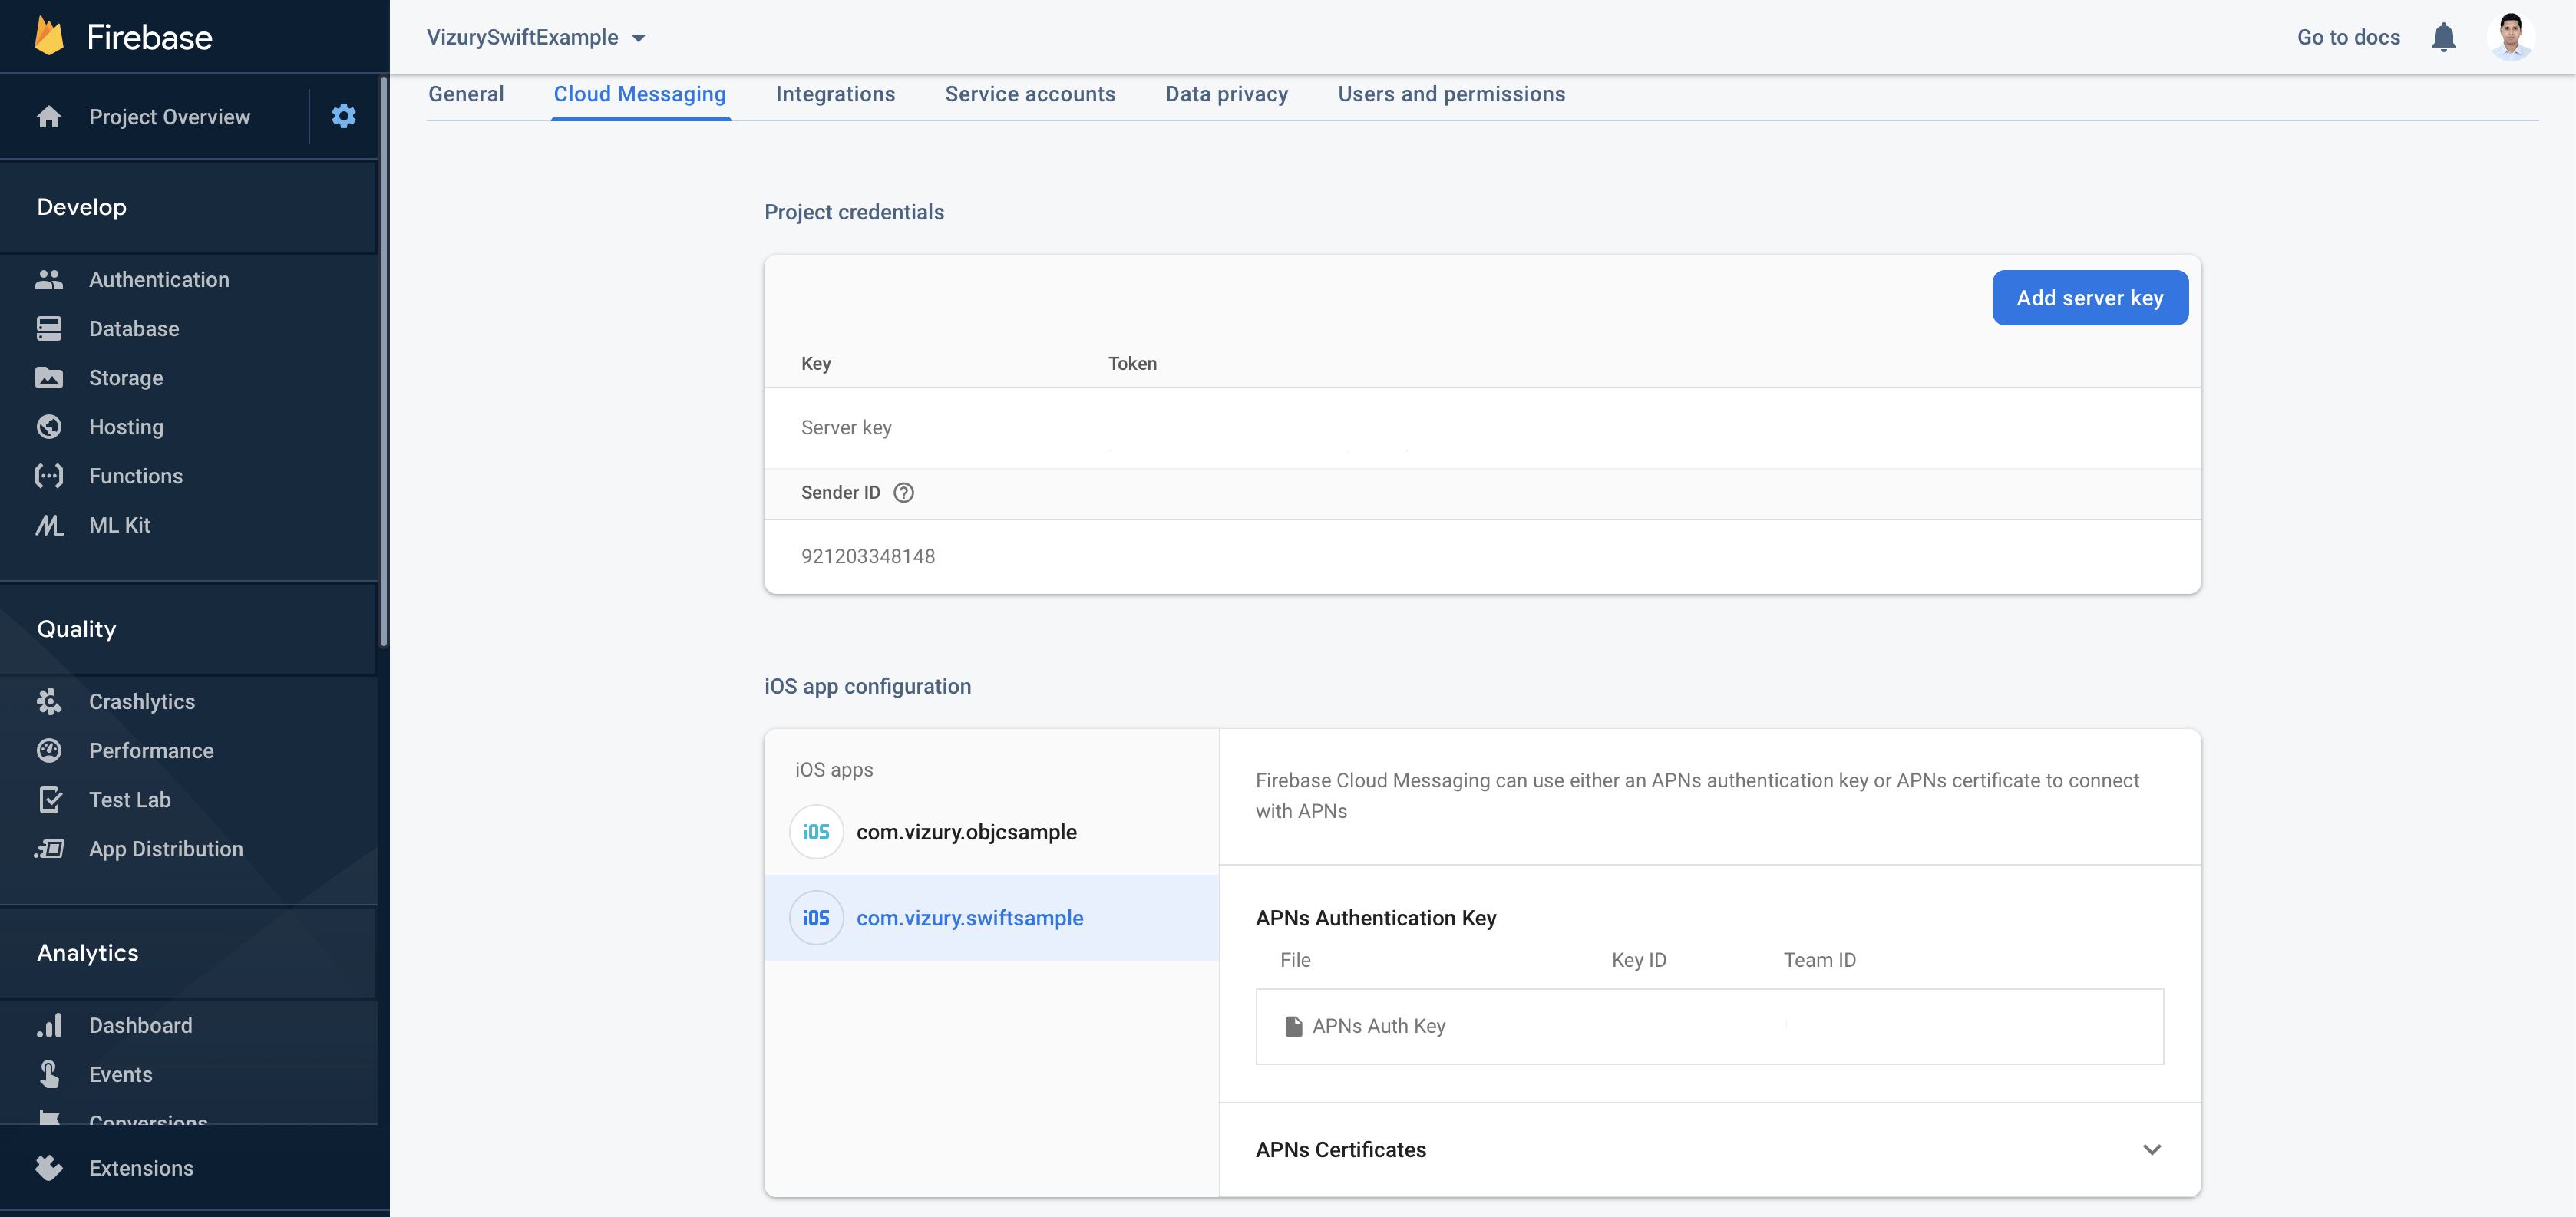 Firebase
VizurySwiftExample
Go to docs
Project Overview
General
Cloud Messaging
Integrations
Service accounts
Data privacy
Users and permissions
Develop
Authentication
Database
Storage
Hosting
Functions
ML Kit
Quality
Crashlytics
Performance
Test Lab
App Distribution
Analytics
Dashboard
Events
Conversions
Extensions
Project credentials
Add server key
Key Token
Server key
Sender ID
921203348148
iOS app configuration
iOS apps
iOS com.vizury.objcsample
iOS com.vizury.swiftsample
Firebase Cloud Messaging can use either an APNs authentication key or APNs certificate to connect
with APNs
APNs Authentication Key
File Key ID Team ID
APNs Auth Key
APNs Certificates